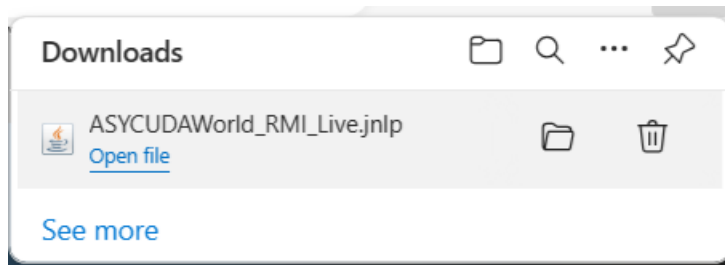 Downloads
ASYCUDAWorld_RMI_Live.jnlp
Open file
See more